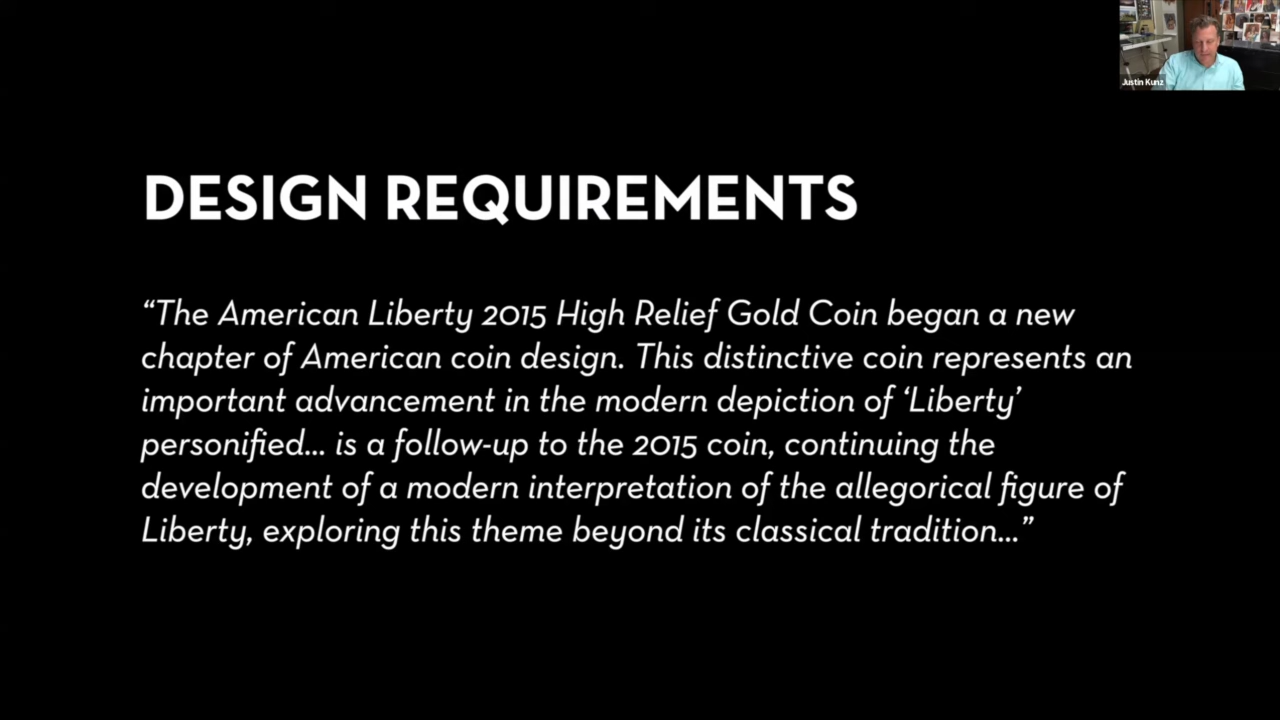 Justin Kunz
DESIGN REQUIREMENTS
“The American Liberty 2015 High Relief Gold Coin began a new
chapter of American coin design. This distinctive coin represents an
important advancement in the modern depiction of ‘Liberty’
personified... is a follow-up to the 2015 coin, continuing the
development of a modern interpretation of the allegorical figure of
Liberty, exploring this theme beyond its classical tradition...”